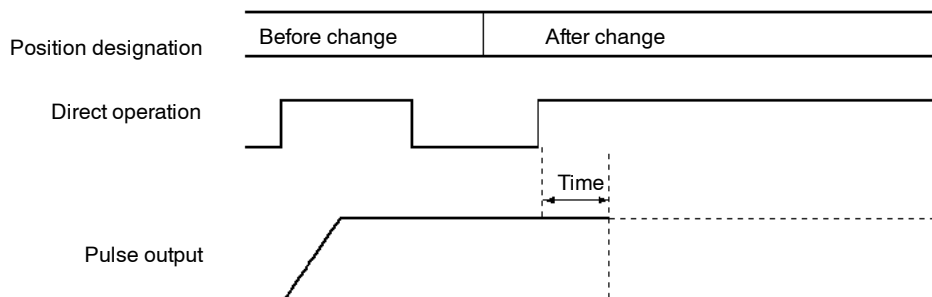 Position designation
Before change
After change
Direct operation
Time
Pulse output